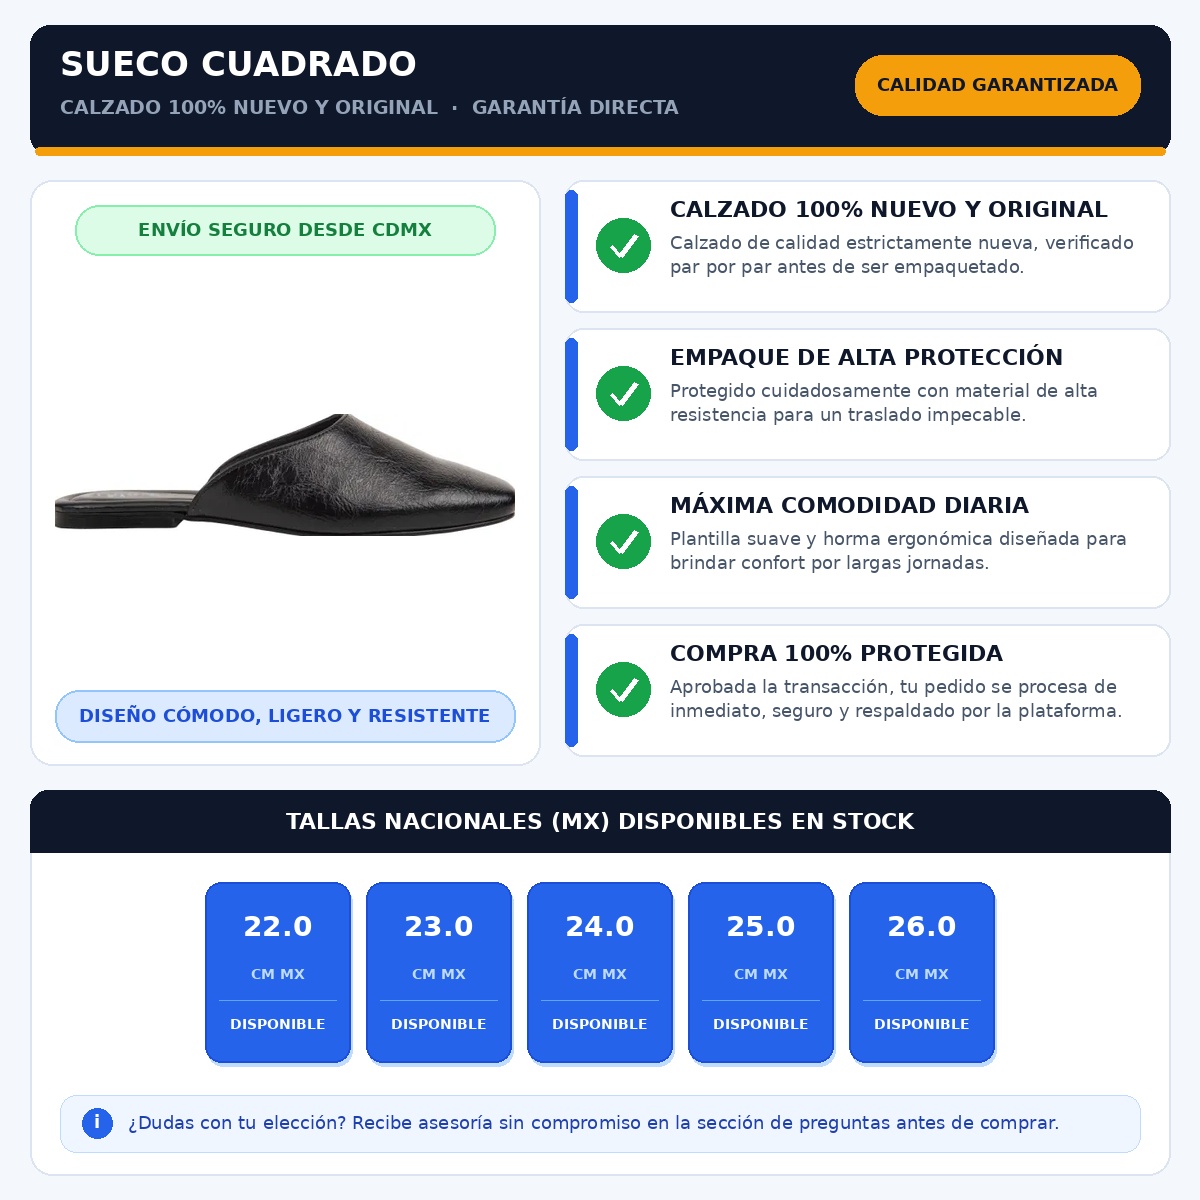 SUECO CUADRADO
CALZADO 100% NUEVO Y ORIGINAL · GARANTÍA DIRECTA
CALIDAD GARANTIZADA
ENVÍO SEGURO DESDE CDMX
DISEÑO CÓMODO, LIGERO Y RESISTENTE
CALZADO 100% NUEVO Y ORIGINAL
Calzado de calidad estrictamente nueva, verificado
par por par antes de ser empaquetado.
EMPAQUE DE ALTA PROTECCIÓN
Protegido cuidadosamente con material de alta
resistencia para un traslado impecable.
MÁXIMA COMODIDAD DIARIA
Plantilla suave y horma ergonómica diseñada para
brindar confort por largas jornadas.
COMPRA 100% PROTEGIDA
Aprobada la transacción, tu pedido se procesa de
inmediato, seguro y respaldado por la plataforma.
TALLAS NACIONALES (MX) DISPONIBLES EN STOCK
22.0
CM MX
DISPONIBLE
23.0
CM MX
DISPONIBLE
24.0
CM MX
DISPONIBLE
25.0
CM MX
DISPONIBLE
26.0
CM MX
DISPONIBLE
i
¿Dudas con tu elección? Recibe asesoría sin compromiso en la sección de preguntas antes de comprar.